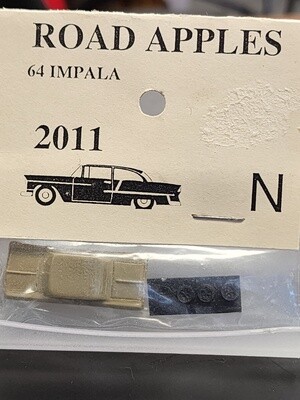 ROAD APPLES
64 IMPALA
2011
N